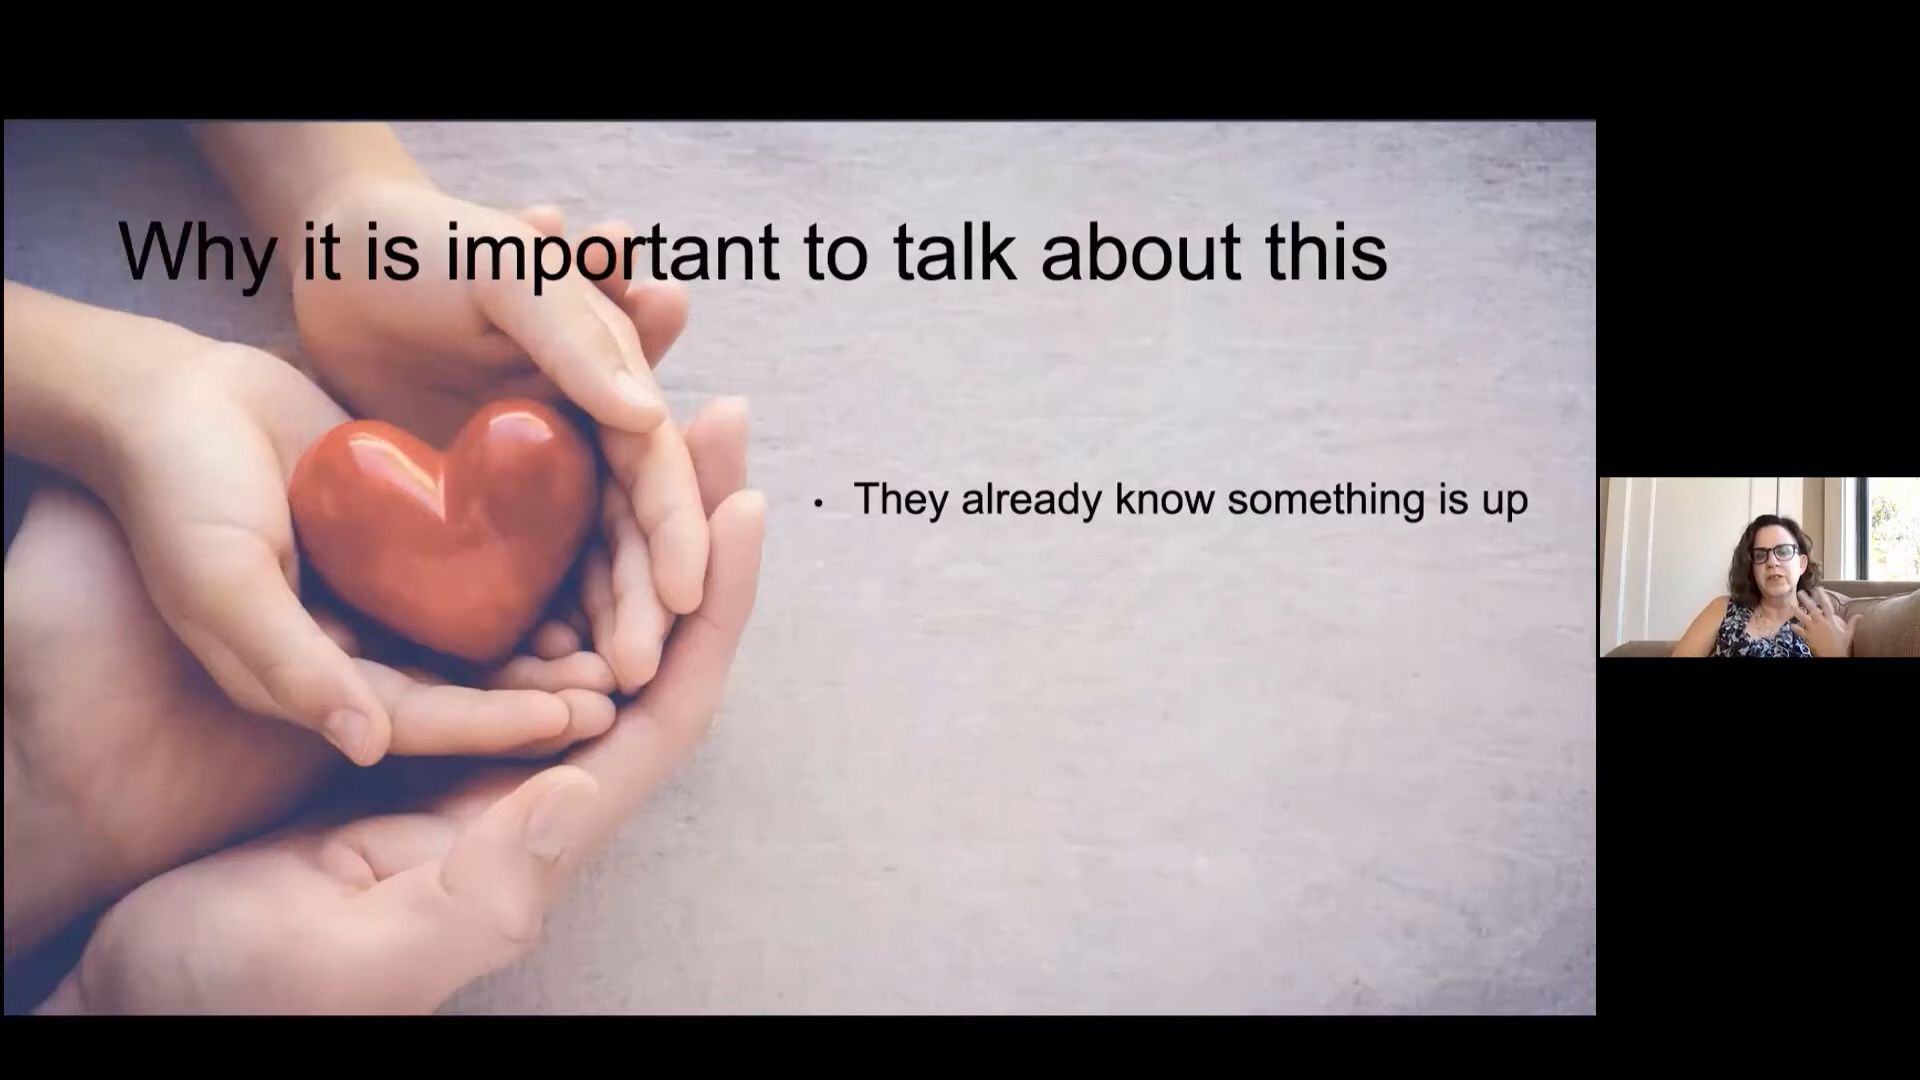 Why it is important to talk about this
• They already know something is up